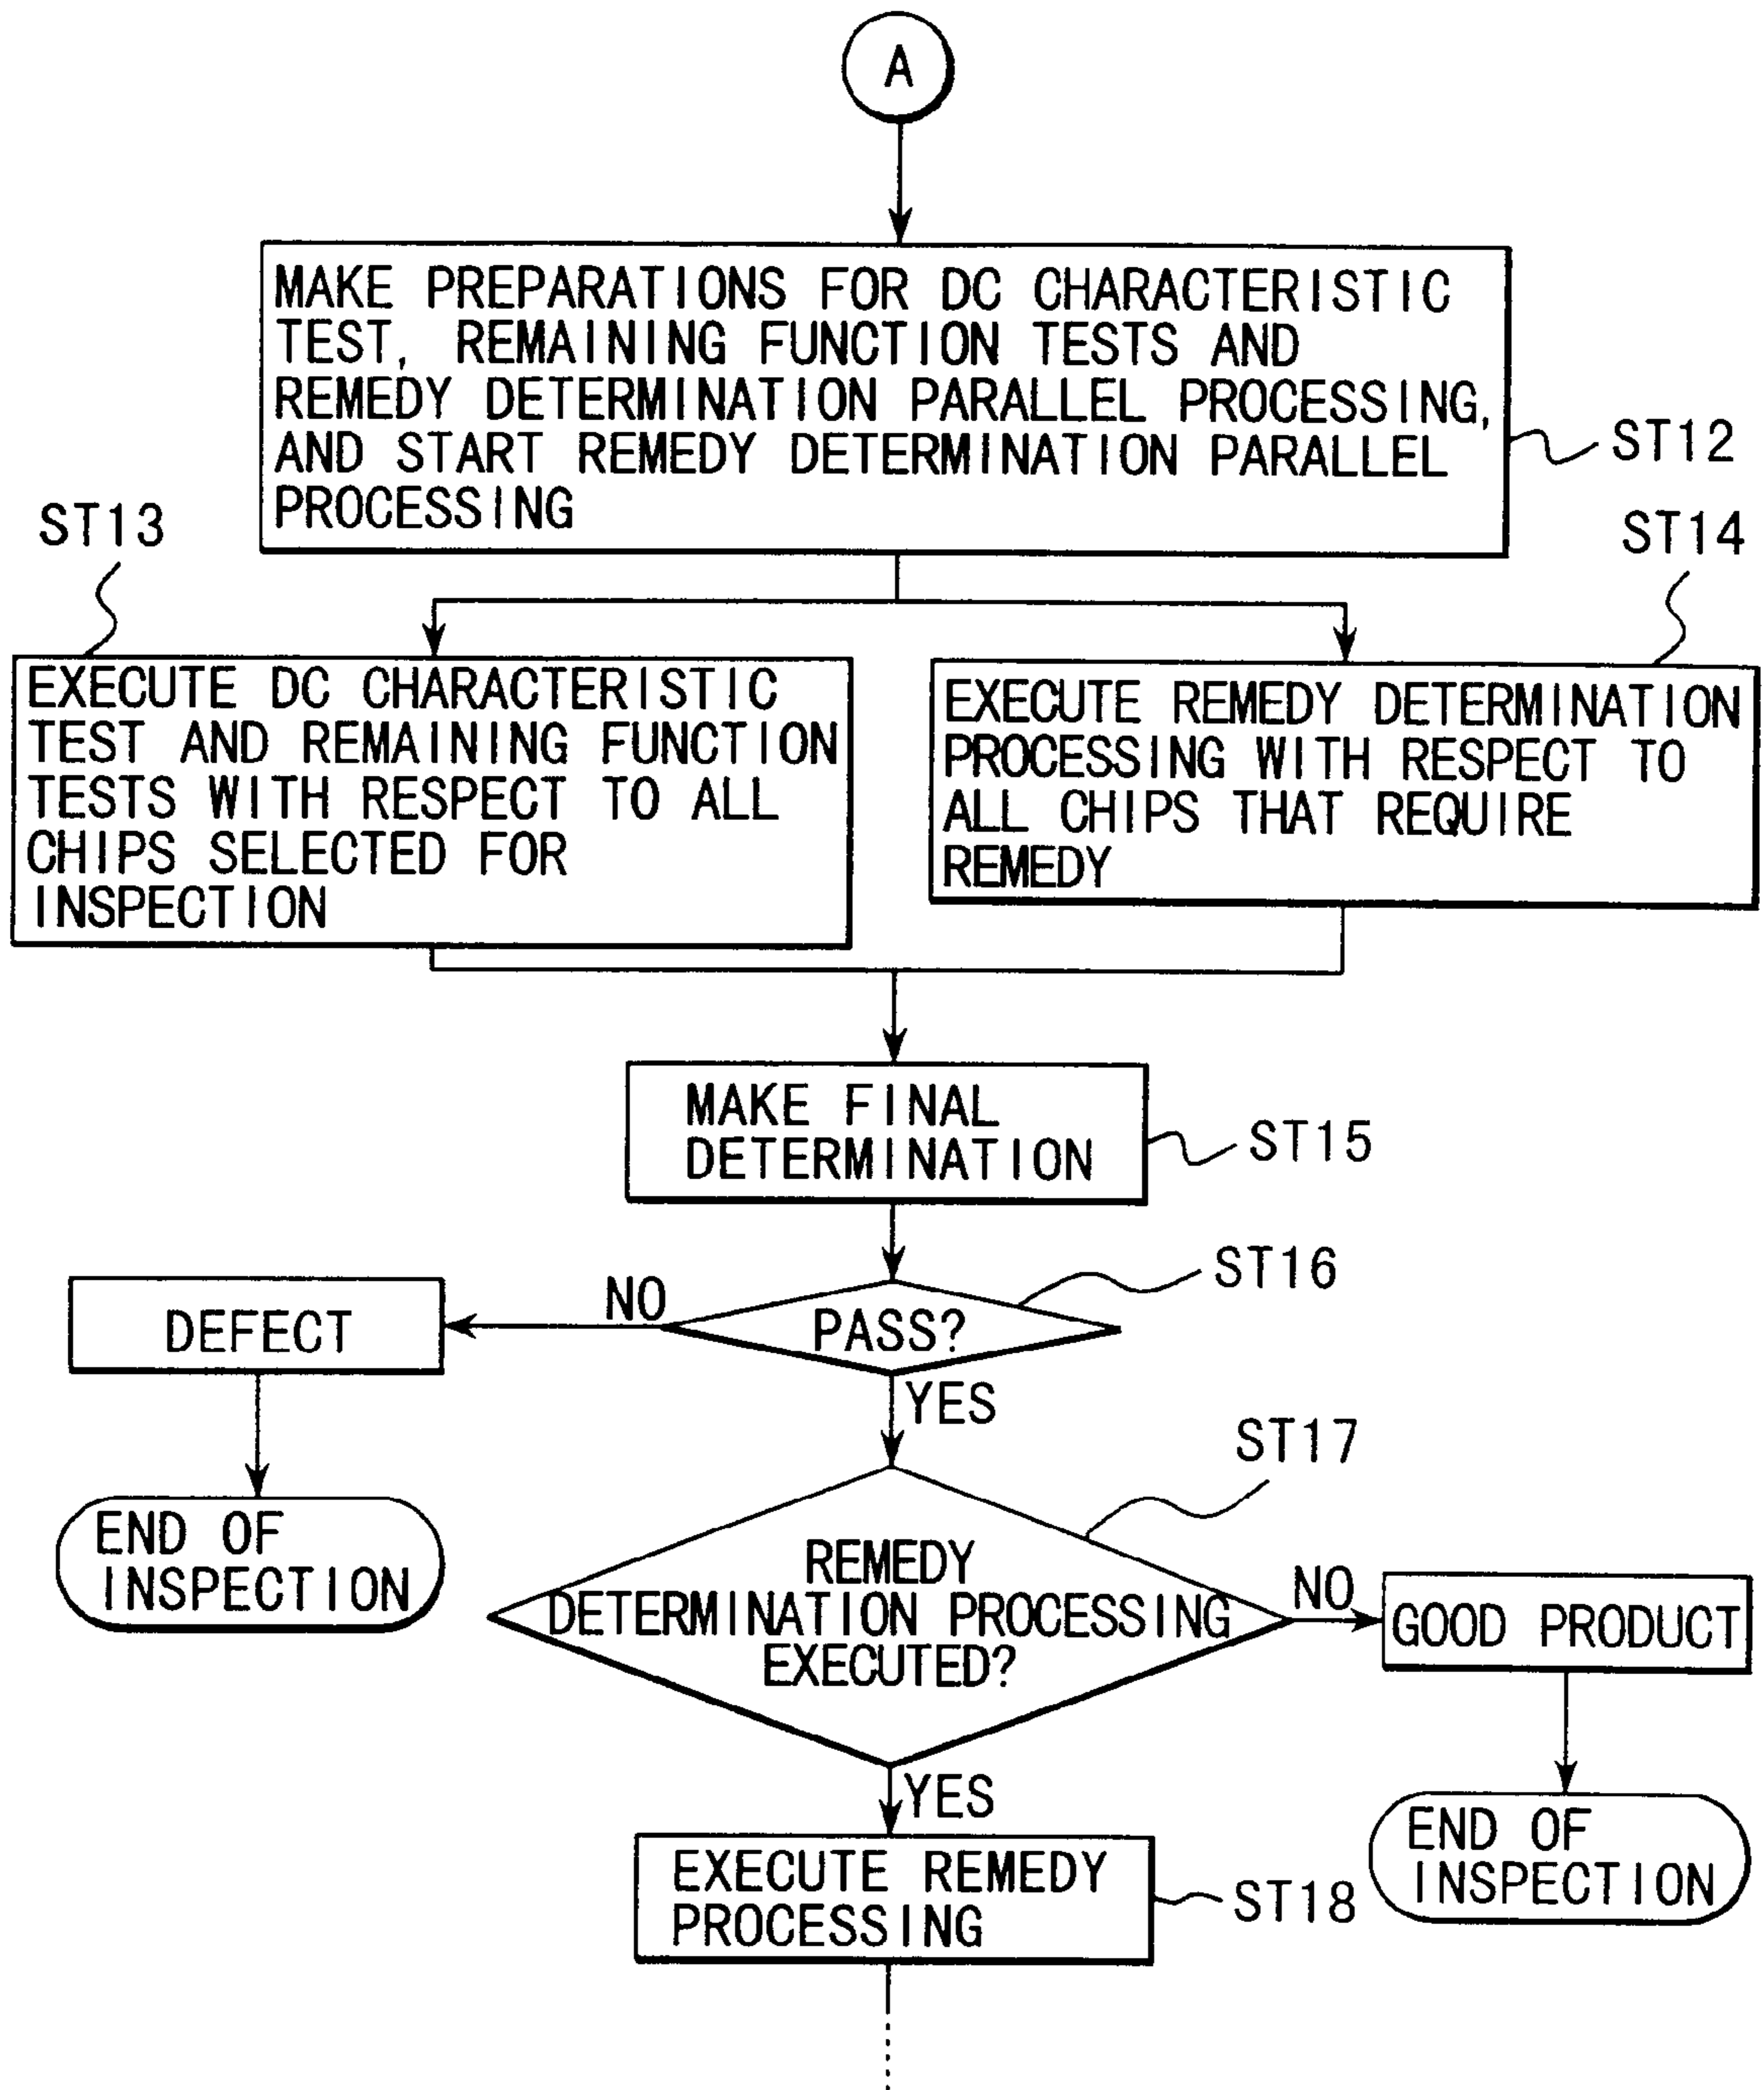 A
MAKE PREPARATIONS FOR DC CHARACTERISTIC
TEST, REMAINING FUNCTION TESTS AND
REMEDY DETERMINATION PARALLEL PROCESSING,
AND START REMEDY DETERMINATION PARALLEL
PROCESSING
ST12
ST13
ST14
EXECUTE DC CHARACTERISTIC
TEST AND REMAINING FUNCTION
TESTS WITH RESPECT TO ALL
CHIPS SELECTED FOR
INSPECTION
EXECUTE REMEDY DETERMINATION
PROCESSING WITH RESPECT TO
ALL CHIPS THAT REQUIRE
REMEDY
MAKE FINAL
DETERMINATION
ST15
ST16
PASS?
NO
DEFECT
YES
END OF
INSPECTION
ST17
REMEDY
DETERMINATION PROCESSING
EXECUTED?
NO
GOOD PRODUCT
YES
END OF
INSPECTION
EXECUTE REMEDY
PROCESSING
ST18